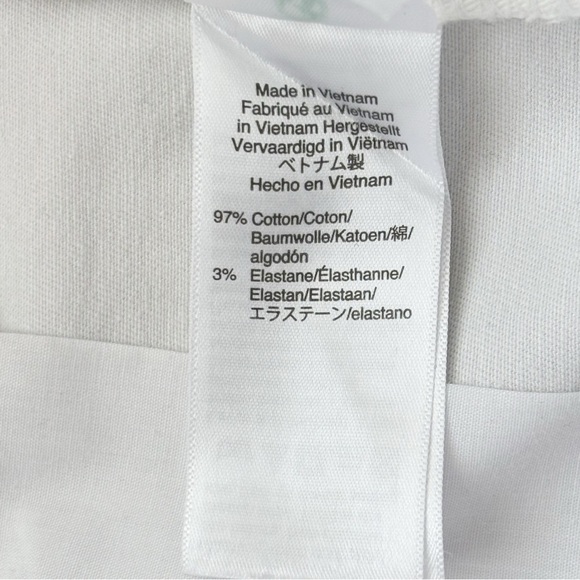 Made in Vietnam
Fabriqué au Vietnam
in Vietnam Hergestellt
Vervaardigd in Viëtnam
ベトナム製
Hecho en Vietnam
97% Cotton/Coton/
Baumwolle/Katoen/綿/
algodón
3% Elastane/Élasthanne/
Elastan/Elastaan/
エラステーン/elastano